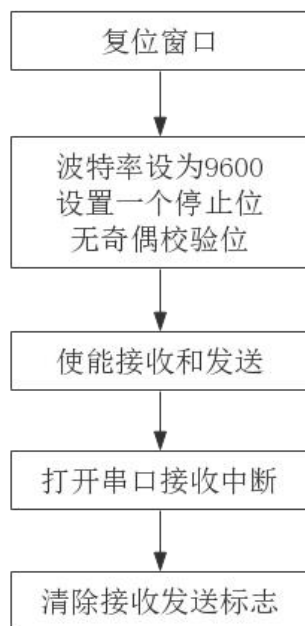 复位窗口
波特率设为9600
设置一个停止位
无奇偶校验位
使能接收和发送
打开串口接收中断
清除接收发送标志